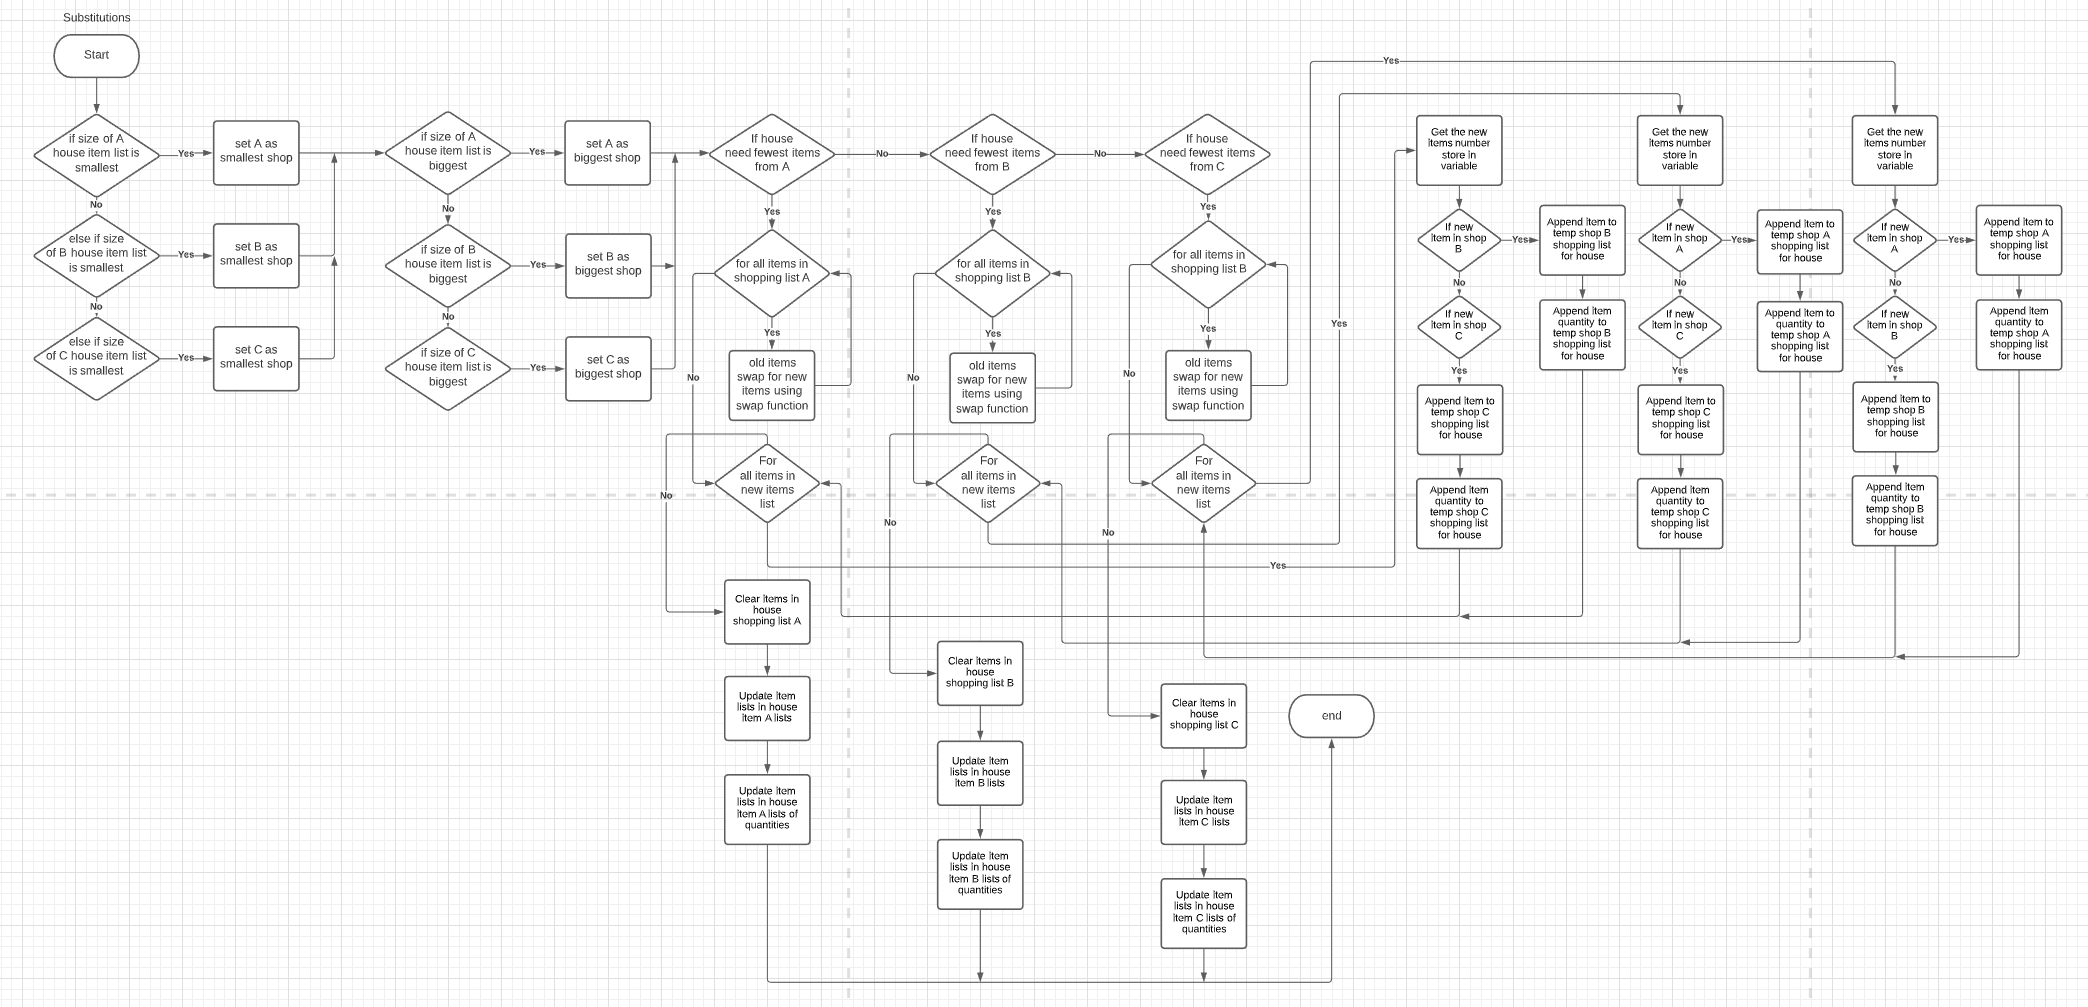 Substitutions
Start
if size of A
house item list is
smallest
Yes
set A as
smallest shop
No
else if size
of B house item list
is smallest
Yes
set B as
smallest shop
No
else if size
of C house item list
is smallest
Yes
set C as
smallest shop
if size of A
house item list is
biggest
Yes
set A as
biggest shop
No
if size of B
house item list is
biggest
Yes
set B as
biggest shop
No
if size of C
house item list is
biggest
Yes
set C as
biggest shop
If house
need fewest items
from A
No
Yes
for all items in
shopping list A
Yes
old items
swap for new
items using
swap function
No
For
all items in
new items
list
No
Yes
Clear items in
house
shopping list A
Update item
lists in house
item A lists
Update item
lists in house
item A lists of
quantities
If house
need fewest items
from B
No
Yes
for all items in
shopping list B
Yes
old items
swap for new
items using
swap function
No
For
all items in
new items
list
No
Yes
Clear items in
house
shopping list B
Update item
lists in house
item B lists
Update item
lists in house
item B lists of
quantities
If house
need fewest items
from C
Yes
for all items in
shopping list B
Yes
old items
swap for new
items using
swap function
No
For
all items in
new items
list
No
Yes
Clear items in
house
shopping list C
Update item
lists in house
item C lists
Update item
lists in house
item C lists of
quantities
end
Get the new
items number
store in
variable
If new
item in shop
B
Yes
Append item to
temp shop B
shopping list
for house
Append item
quantity to
temp shop B
shopping list
for house
No
If new
item in shop
C
Yes
Append item to
temp shop C
shopping list
for house
Append item
quantity to
temp shop C
shopping list
for house
Get the new
items number
store in
variable
If new
item in shop
A
Yes
Append item to
temp shop A
shopping list
for house
Append item to
quantity to
temp shop A
shopping list
for house
No
If new
item in shop
C
Yes
Append item to
temp shop C
shopping list
for house
Append item
quantity to
temp shop C
shopping list
for house
Get the new
items number
store in
variable
If new
item in shop
A
Yes
Append item to
temp shop A
shopping list
for house
Append item
quantity to
temp shop A
shopping list
for house
No
If new
item in shop
B
Yes
Append item to
temp shop B
shopping list
for house
Append item
quantity to
temp shop B
shopping list
for house